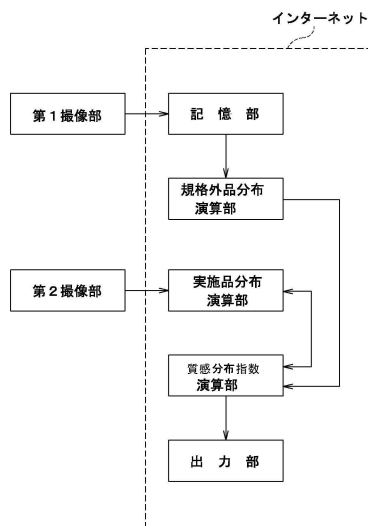 インターネット
第1撮像部
記憶部
規格外品分布
演算部
第2撮像部
実施品分布
演算部
質感分布指数
演算部
出力部